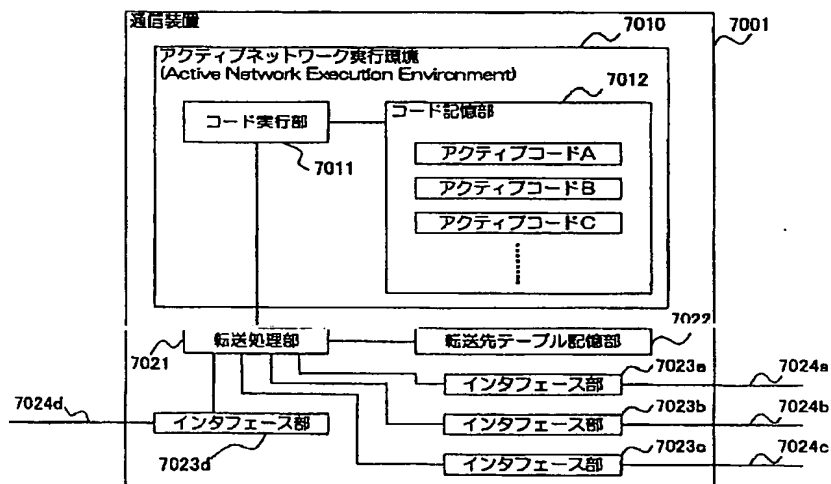 通信装置
7010
7001
アクティブネットワーク実行環境
(Active Network Execution Environment)
7012
コード実行部
コード記憶部
7011
アクティブコードA
アクティブコードB
アクティブコードC
7022
転送処理部
転送先テーブル記憶部
7021
7023a
7024a
インタフェース部
7024d
7023b
7024b
インタフェース部
インタフェース部
7023d
7023c
7024c
インタフェース部